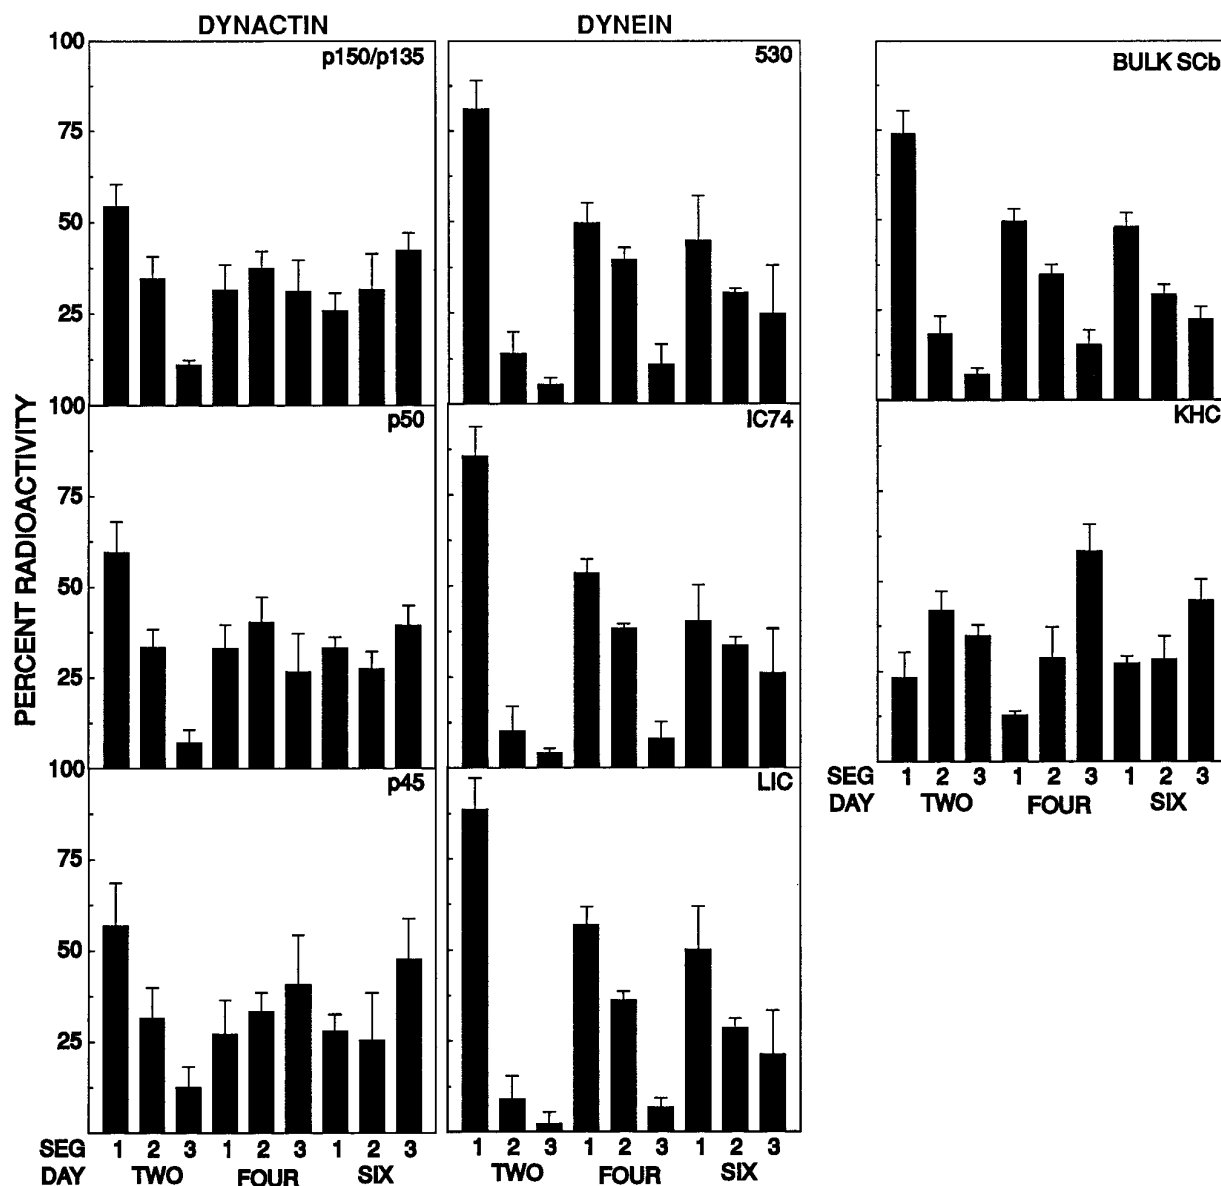 DYNACTIN
DYNEIN
PERCENT RADIOACTIVITY
100
75
50
25
p150/p135
530
BULK SCb
100
75
50
25
p50
IC74
KHC
SEG 1 2 3 1 2 3 1 2 3
DAY TWO FOUR SIX
100
75
50
25
p45
LIC
SEG 1 2 3 1 2 3 1 2 3 1 2 3 1 2 3 1 2 3
DAY TWO FOUR SIX TWO FOUR SIX